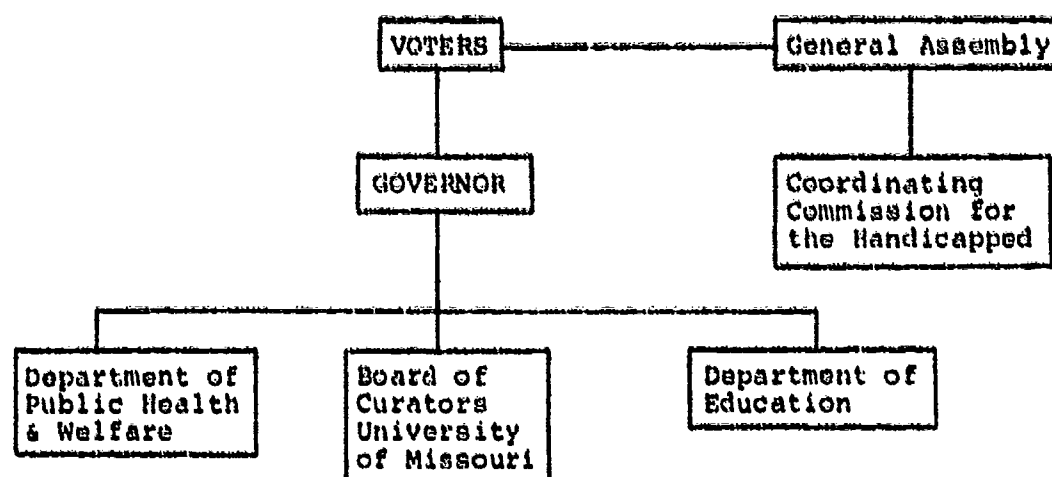 VOTERS
General Assembly
GOVERNOR
Coordinating
Commission for
the Handicapped
Department of
Public Health
& Welfare
Board of
Curators
University
of Missouri
Department of
Education